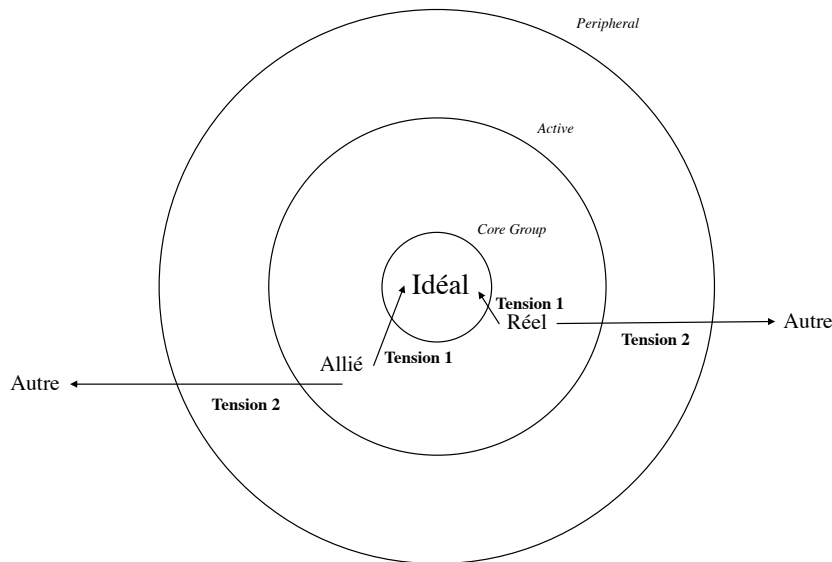 Peripheral
Active
Core Group
Idéal
Tension 1
Réel
Autre
Tension 2
Allié
Tension 1
Autre
Tension 2